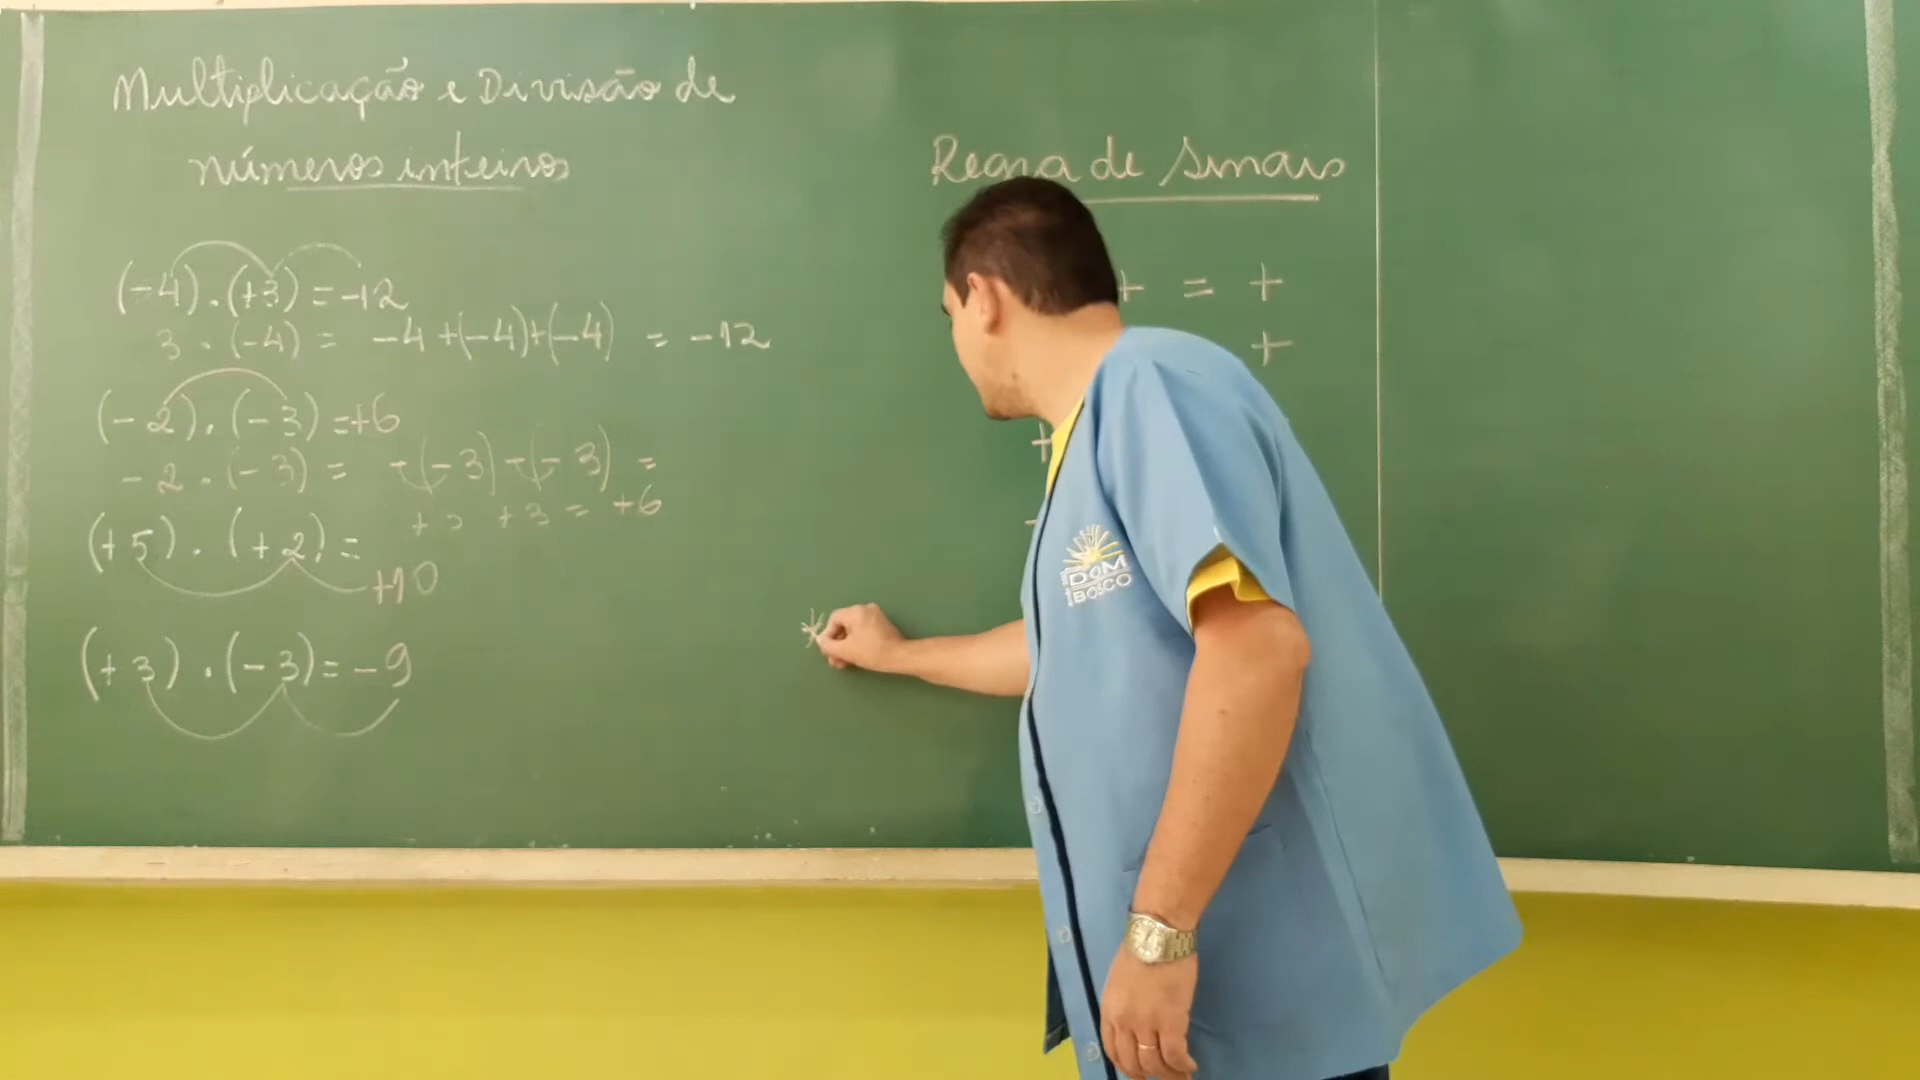 Multiplicação e Divisão de
números inteiros
(-4) . (+3) = -12
3 . (-4) = -4 +(-4)+(-4) = -12
(-2) . (-3) = +6
-2 . (-3) = -(-3) -(-3) =
+3 +3 = +6
(+5) . (+2) =
+10
(+3) . (-3) = -9
Regra de Sinais
+ = +
+
+
-
*
DOM
BOSCO